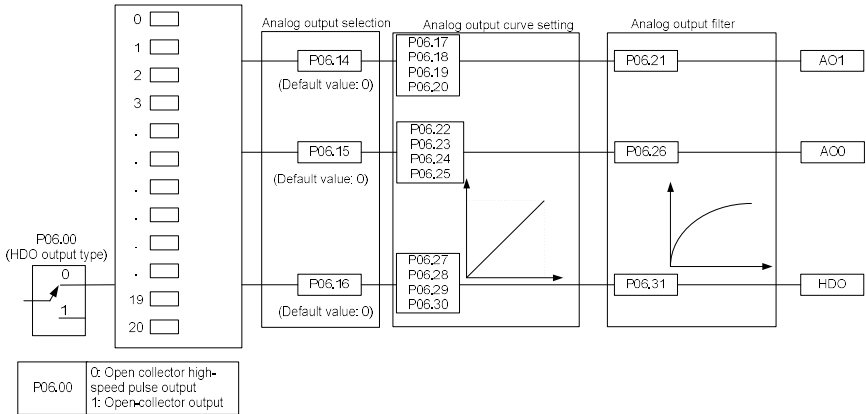 Analog output selection
Analog output curve setting
Analog output filter
0
1
2
3
.
.
.
.
.
.
19
20
P06.14
(Default value: 0)
P06.17
P06.18
P06.19
P06.20
P06.21
AO1
P06.15
(Default value: 0)
P06.22
P06.23
P06.24
P06.25
P06.26
AO0
P06.00
(HDO output type)
0
1
P06.16
(Default value: 0)
P06.27
P06.28
P06.29
P06.30
P06.31
HDO
P06.00
0: Open collector high-
speed pulse output
1: Open-collector output